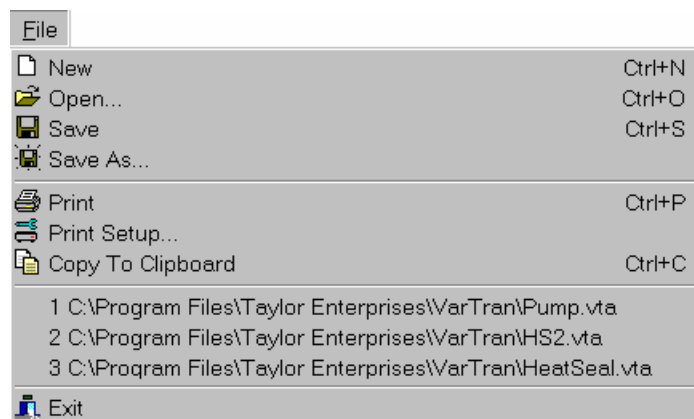 File
New Ctrl+N
Open... Ctrl+O
Save Ctrl+S
Save As...
Print Ctrl+P
Print Setup...
Copy To Clipboard Ctrl+C
1 C:\Program Files\Taylor Enterprises\VarTran\Pump.vta
2 C:\Program Files\Taylor Enterprises\VarTran\HS2.vta
3 C:\Program Files\Taylor Enterprises\VarTran\HeatSeal.vta
Exit